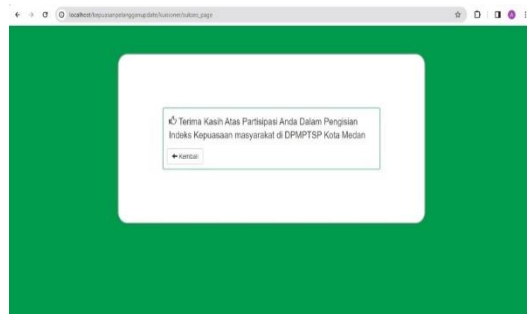 Terima Kasih Atas Partisipasi Anda Dalam Pengisian
Indeks Kepuasaan masyarakat di DPMPTSP Kota Medan
Kembali